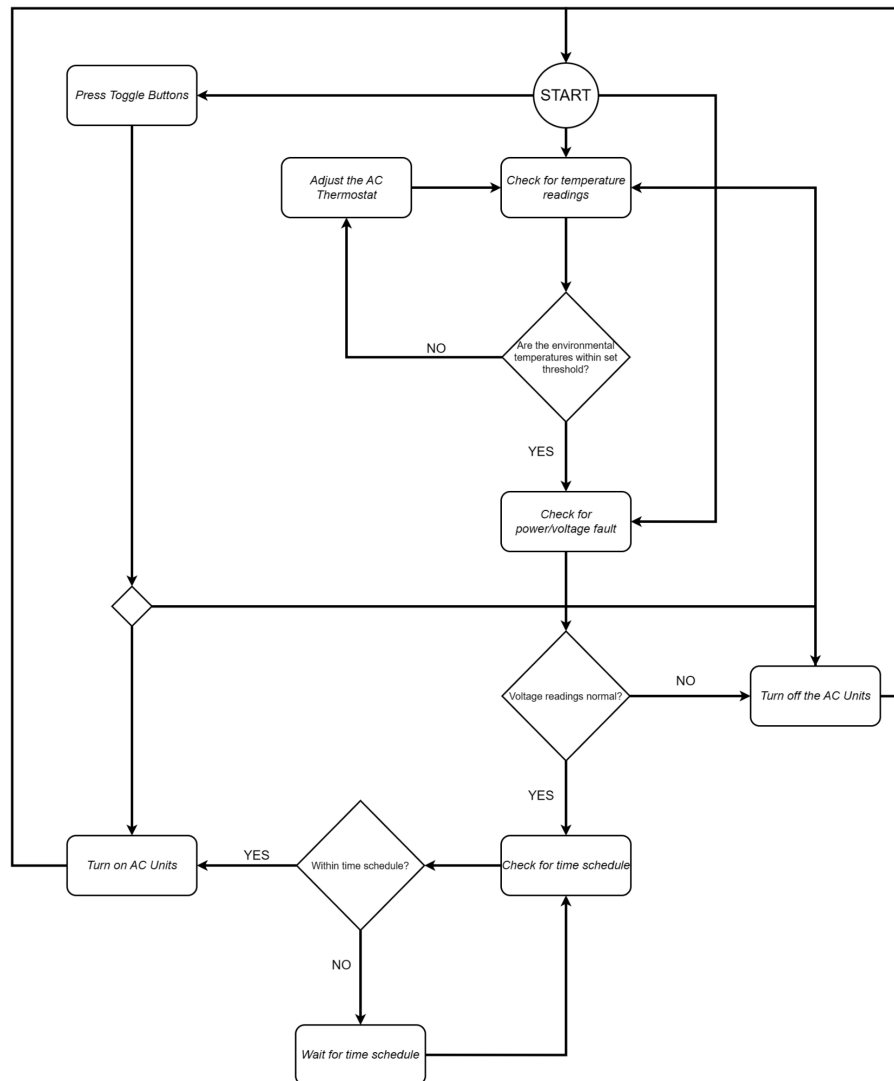 START
Press Toggle Buttons
Adjust the AC
Thermostat
Check for temperature
readings
Are the environmental
temperatures within set
threshold?
NO
YES
Check for
power/voltage fault
Voltage readings normal?
NO
Turn off the AC Units
YES
Turn on AC Units
YES
Within time schedule?
Check for time schedule
NO
Wait for time schedule